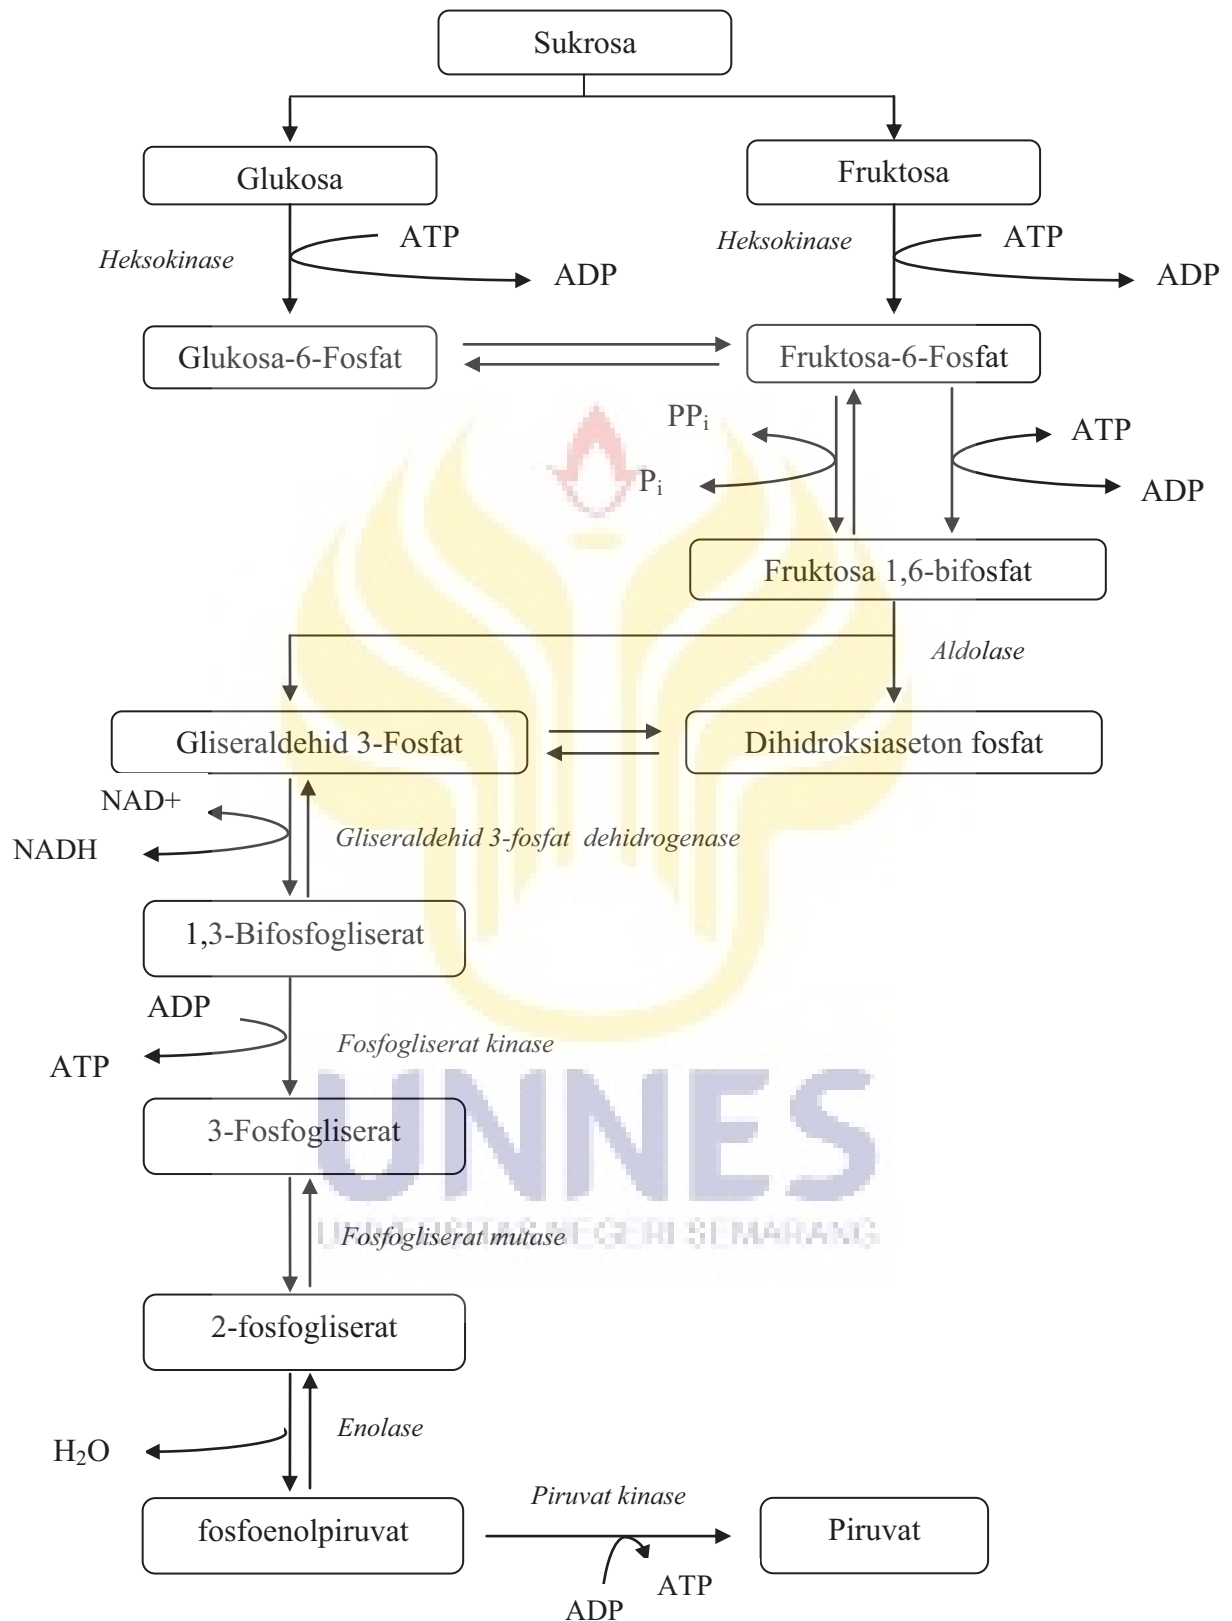 Sukrosa
Glukosa
Fruktosa
Heksokinase
ATP
ADP
Heksokinase
ATP
ADP
Glukosa-6-Fosfat
Fruktosa-6-Fosfat
PPi
Pi
ATP
ADP
Fruktosa 1,6-bifosfat
Aldolase
Gliseraldehid 3-Fosfat
Dihidroksiaseton fosfat
NAD+
NADH
Gliseraldehid 3-fosfat dehidrogenase
1,3-Bifosfogliserat
ADP
ATP
Fosfogliserat kinase
UNNES
3-Fosfogliserat
UNIVERSITAS NEGERI SEMARANG
Fosfogliserat mutase
2-fosfogliserat
H2O
Enolase
fosfoenolpiruvat
Piruvat kinase
Piruvat
ADP
ATP